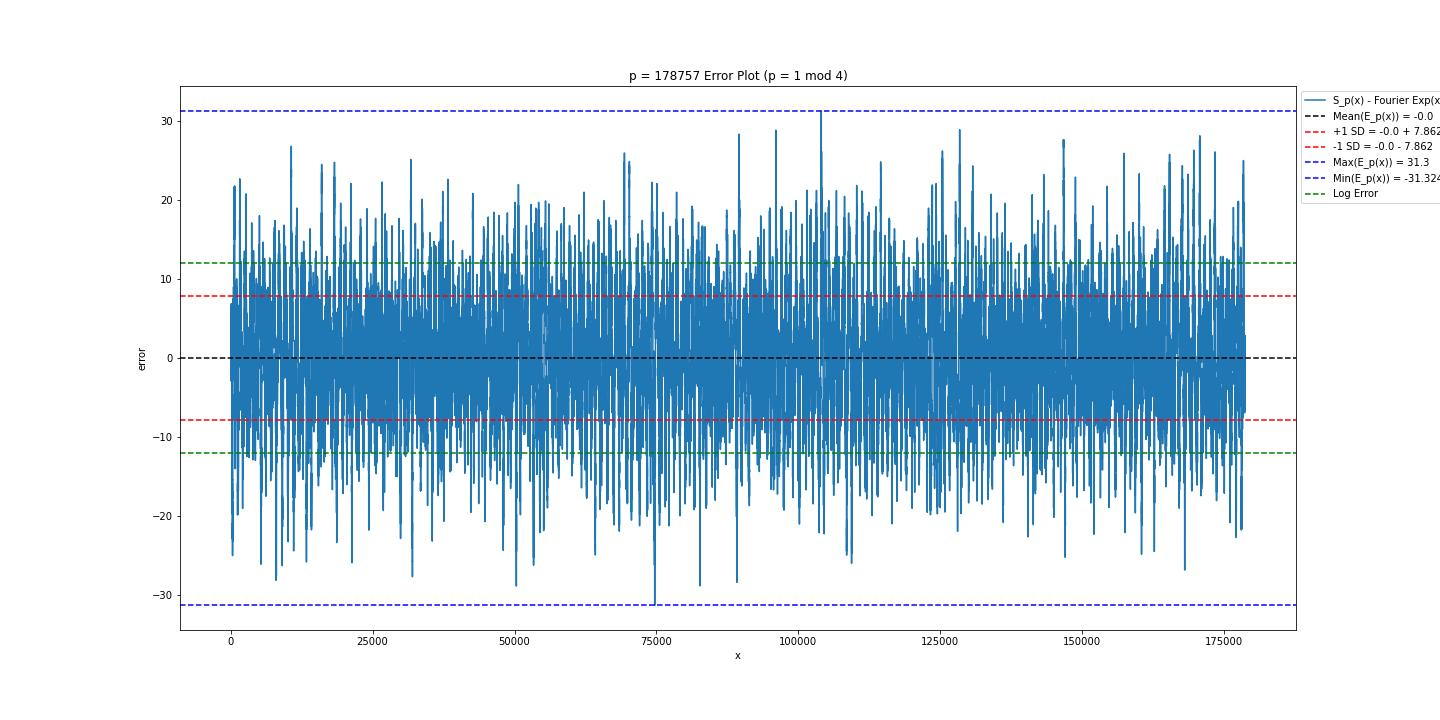 p = 178757 Error Plot (p = 1 mod 4)
S_p(x) - Fourier Exp(x
Mean(E_p(x)) = -0.0
+1 SD = -0.0 + 7.862
-1 SD = -0.0 - 7.862
Max(E_p(x)) = 31.3
Min(E_p(x)) = -31.324
Log Error
error
30
20
10
0
−10
−20
−30
0 25000 50000 75000 100000 125000 150000 175000
x